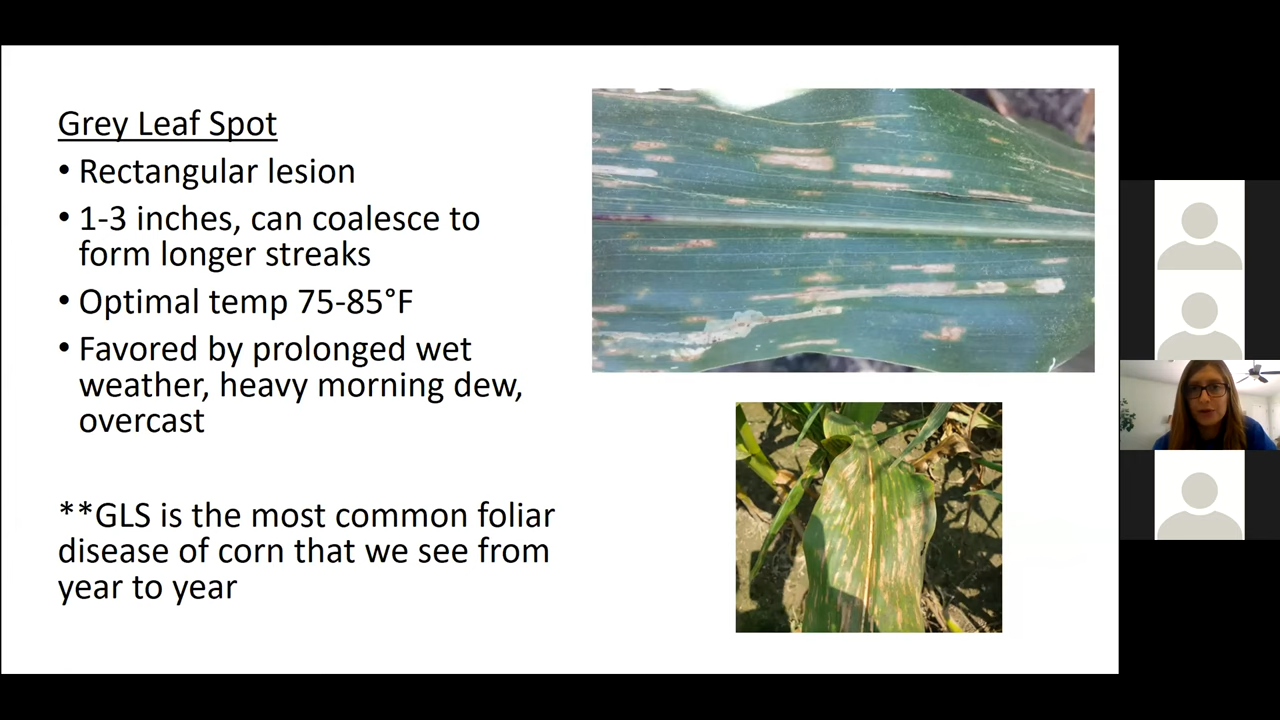 Grey Leaf Spot
• Rectangular lesion
• 1-3 inches, can coalesce to
form longer streaks
• Optimal temp 75-85°F
• Favored by prolonged wet
weather, heavy morning dew,
overcast
**GLS is the most common foliar
disease of corn that we see from
year to year